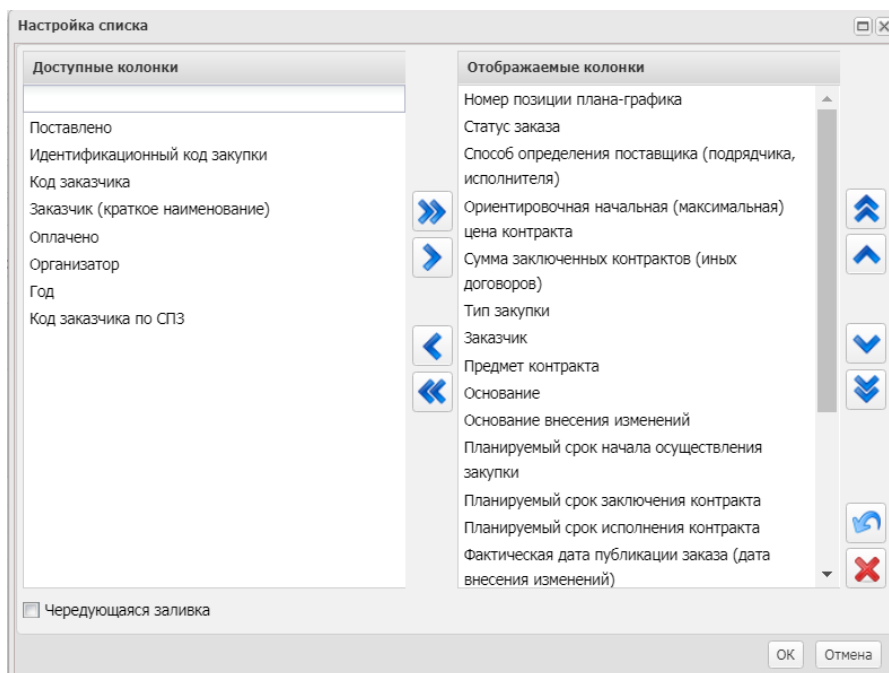 Настройка списка
Доступные колонки
Поставлено
Идентификационный код закупки
Код заказчика
Заказчик (краткое наименование)
Оплачено
Организатор
Год
Код заказчика по СПЗ
Отображаемые колонки
Номер позиции плана-графика
Статус заказа
Способ определения поставщика (подрядчика,
исполнителя)
Ориентировочная начальная (максимальная)
цена контракта
Сумма заключенных контрактов (иных
договоров)
Тип закупки
Заказчик
Предмет контракта
Основание
Основание внесения изменений
Планируемый срок начала осуществления
закупки
Планируемый срок заключения контракта
Планируемый срок исполнения контракта
Фактическая дата публикации заказа (дата
внесения изменений)
Чередующаяся заливка
ОК
Отмена